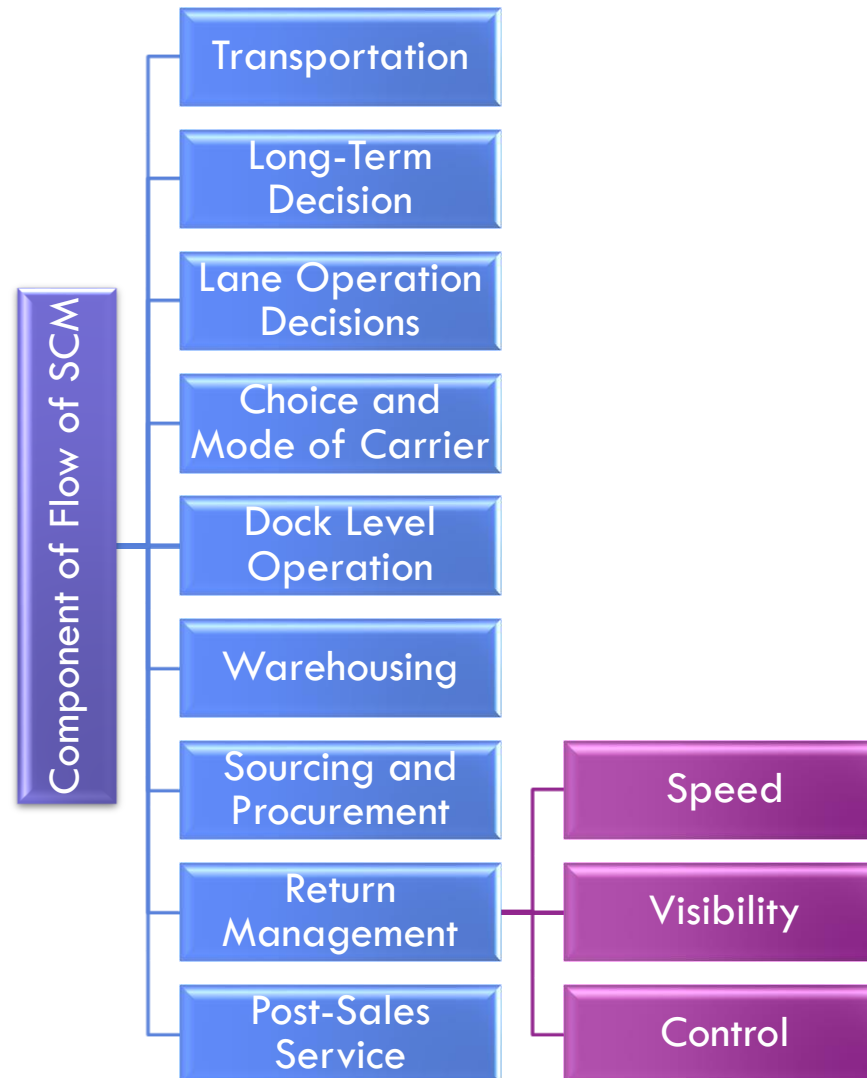 Component of Flow of SCM
Transportation
Long-Term
Decision
Lane Operation
Decisions
Choice and
Mode of Carrier
Dock Level
Operation
Warehousing
Sourcing and
Procurement
Return
Management
Post-Sales
Service
Speed
Visibility
Control